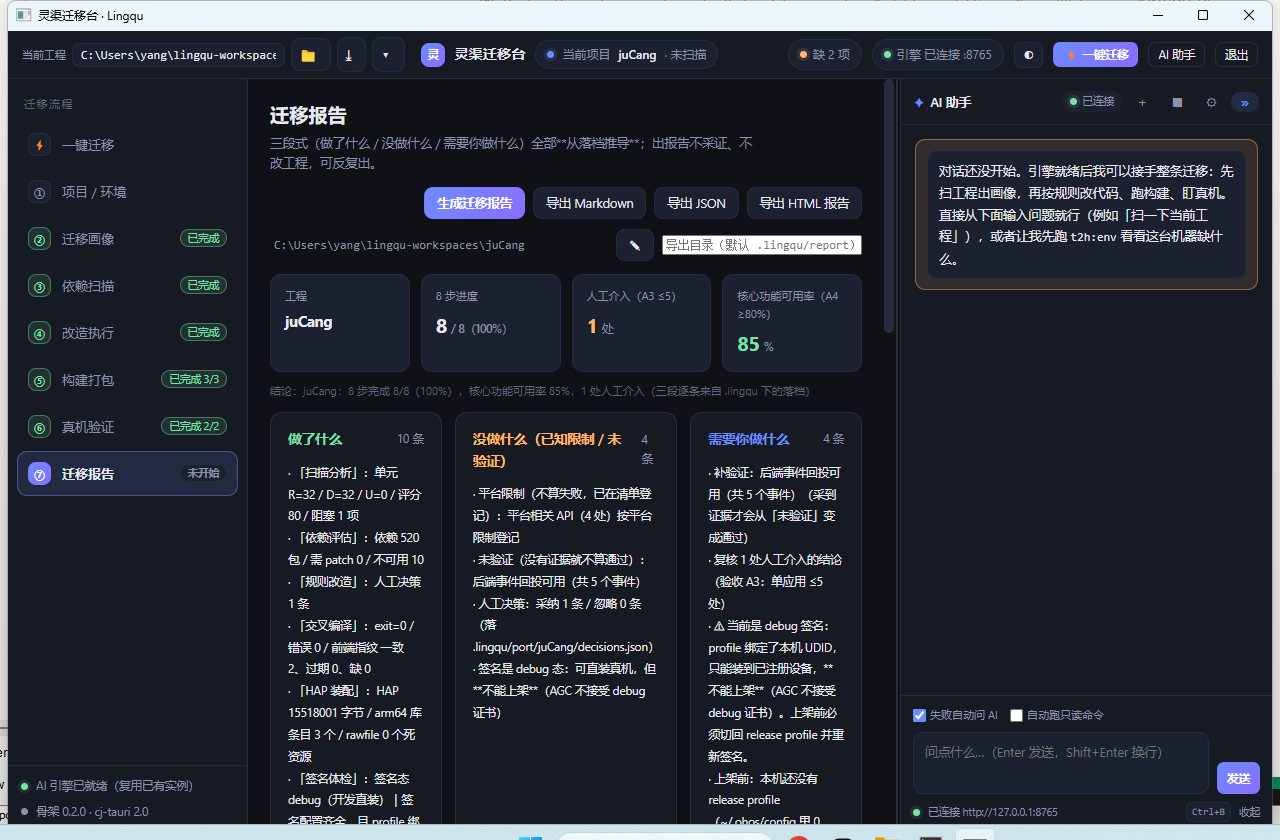 灵渠迁移台 · Lingqu
当前工程 C:\Users\yang\lingqu-workspace
灵 灵渠迁移台
当前项目 juCang · 未扫描
缺 2 项
引擎 已连接 :8765
一键迁移
AI 助手
退出
迁移流程
一键迁移
① 项目 / 环境
② 迁移画像 已完成
③ 依赖扫描 已完成
④ 改造执行 已完成
⑤ 构建打包 已完成 3/3
⑥ 真机验证 已完成 2/2
⑦ 迁移报告 未开始
AI 引擎已就绪（复用已有实例）
骨架 0.2.0 · cj-tauri 2.0
迁移报告
三段式（做了什么 / 没做什么 / 需要你做什么）全部**从落档推导**；出报告不采证、不
改工程，可反复出。
生成迁移报告 导出 Markdown 导出 JSON 导出 HTML 报告
C:\Users\yang\lingqu-workspaces\juCang
导出目录（默认 .lingqu/report）
工程
juCang
8 步进度
8 / 8（100%）
人工介入（A3 ≤5）
1 处
核心功能可用率（A4
≥80%）
85 %
结论：juCang：8 步完成 8/8（100%），核心功能可用率 85%，1 处人工介入（三段逐条来自 .lingqu 下的落档）
做了什么 10 条
· 「扫描分析」：单元
R=32 / D=32 / U=0 / 评分
80 / 阻塞 1 项
· 「依赖评估」：依赖 520
包 / 需 patch 0 / 不可用 10
· 「规则改造」：人工决策
1 条
· 「交叉编译」：exit=0 /
错误 0 / 前端指纹 一致
2、过期 0、缺 0
· 「HAP 装配」：HAP
15518001 字节 / arm64 库
条目 3 个 / rawfile 0 个死
资源
· 「签名体检」：签名态
debug（开发直装） | 签
名配置齐全，且 profile 绑
没做什么（已知限制 / 未
验证）
4
条
· 平台限制（不算失败，已在清单登
记）：平台相关 API（4 处）按平台
限制登记
· 未验证（没有证据就不算通过）：
后端事件回投可用（共 5 个事件）
· 人工决策：采纳 1 条 / 忽略 0 条
（落
.lingqu/port/juCang/decisions.json）
· 签名是 debug 态：可直装真机，但
**不能上架**（AGC 不接受 debug
证书）
需要你做什么 4 条
· 补验证：后端事件回投可
用（共 5 个事件）（采到
证据才会从「未验证」变
成通过）
· 复核 1 处人工介入的结论
（验收 A3：单应用 ≤5
处）
· ⚠ 当前是 debug 签名：
profile 绑定了本机 UDID，
只能装到已注册设备，**
不能上架**（AGC 不接受
debug 证书）。上架前必
须切回 release profile 并重
新签名。
· 上架前：本机还没有
release profile
（~/.ohos/config 里 0
AI 助手
已连接
对话还没开始。引擎就绪后我可以接手整条迁移：先
扫工程出画像，再按规则改代码、跑构建、盯真机。
直接从下面输入问题就行（例如「扫一下当前工
程」），或者让我先跑 t2h:env 看看这台机器缺什
么。
失败自动问 AI 自动跑只读命令
问点什么…（Enter 发送，Shift+Enter 换行）
发送
已连接 http://127.0.0.1:8765 Ctrl+B 收起